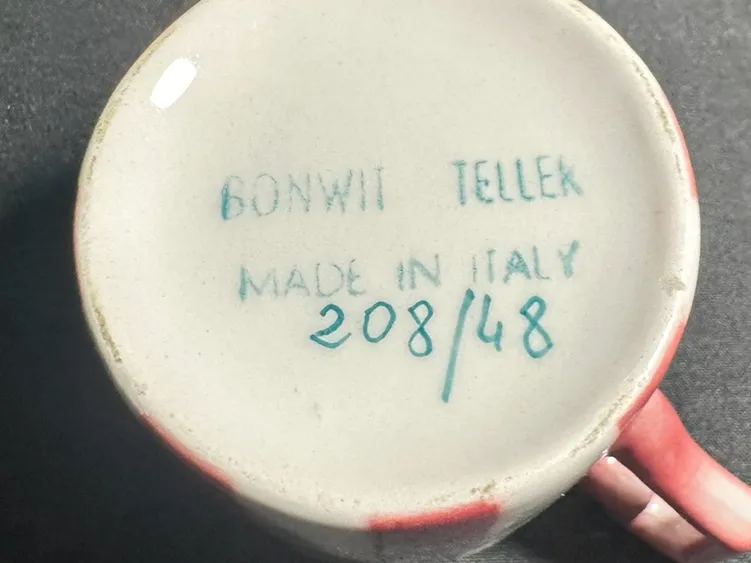 BONWIT TELLER
MADE IN ITALY
208/48